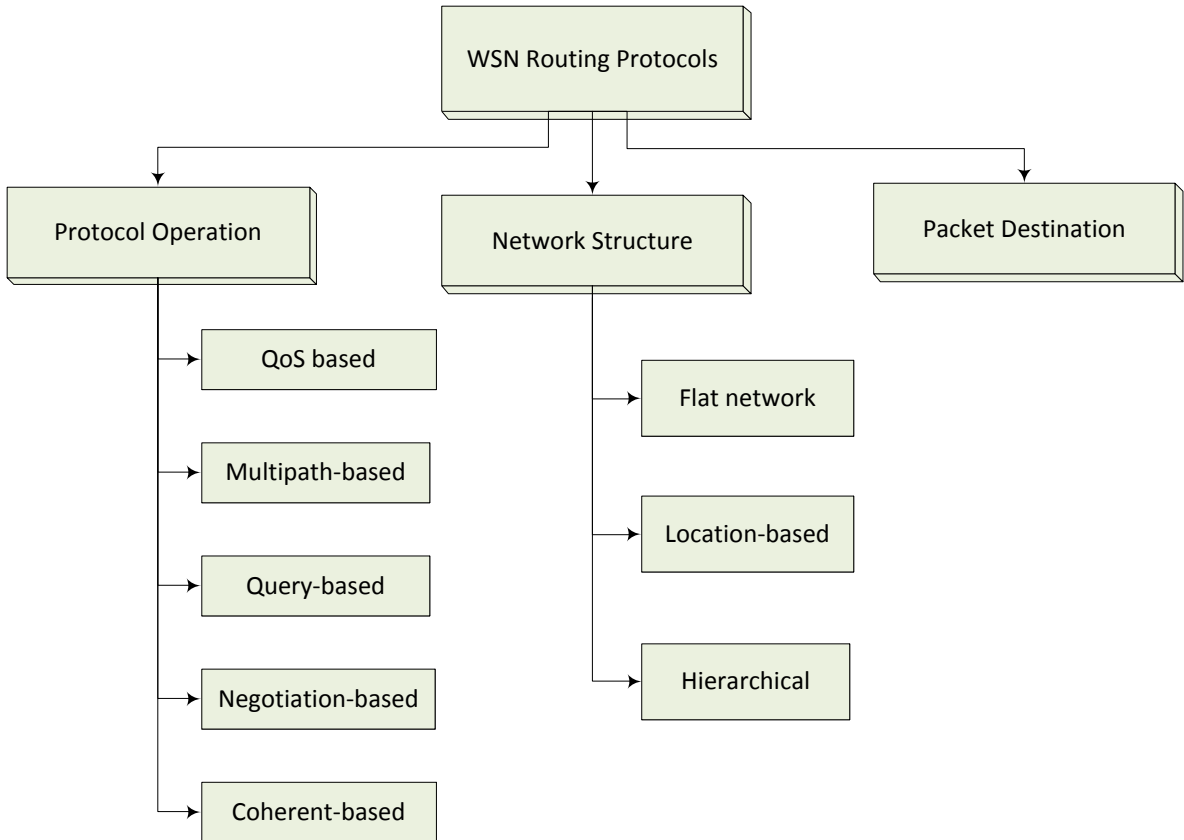 WSN Routing Protocols
Protocol Operation
Network Structure
Packet Destination
QoS based
Multipath-based
Query-based
Negotiation-based
Coherent-based
Flat network
Location-based
Hierarchical